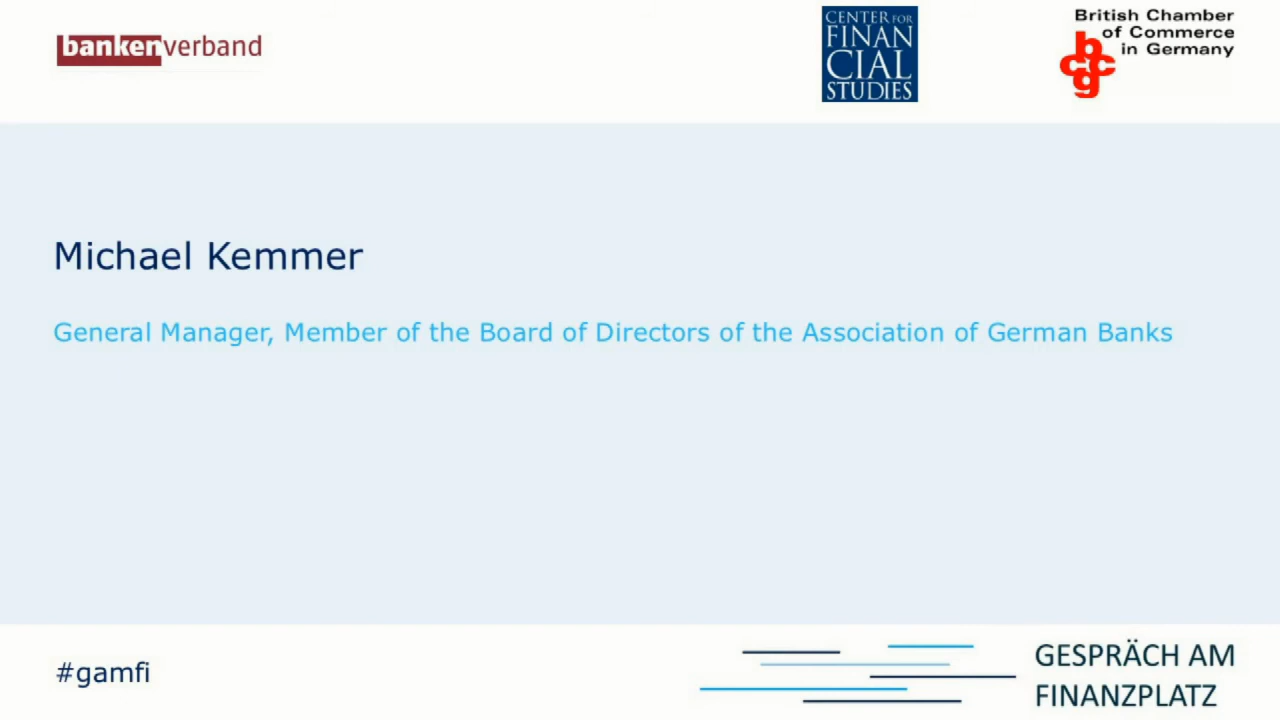 bankenverband
CENTER FOR
FINAN
CIAL
STUDIES
British Chamber
of Commerce
in Germany
bccg
Michael Kemmer
General Manager, Member of the Board of Directors of the Association of German Banks
#gamfi
GESPRÄCH AM
FINANZPLATZ